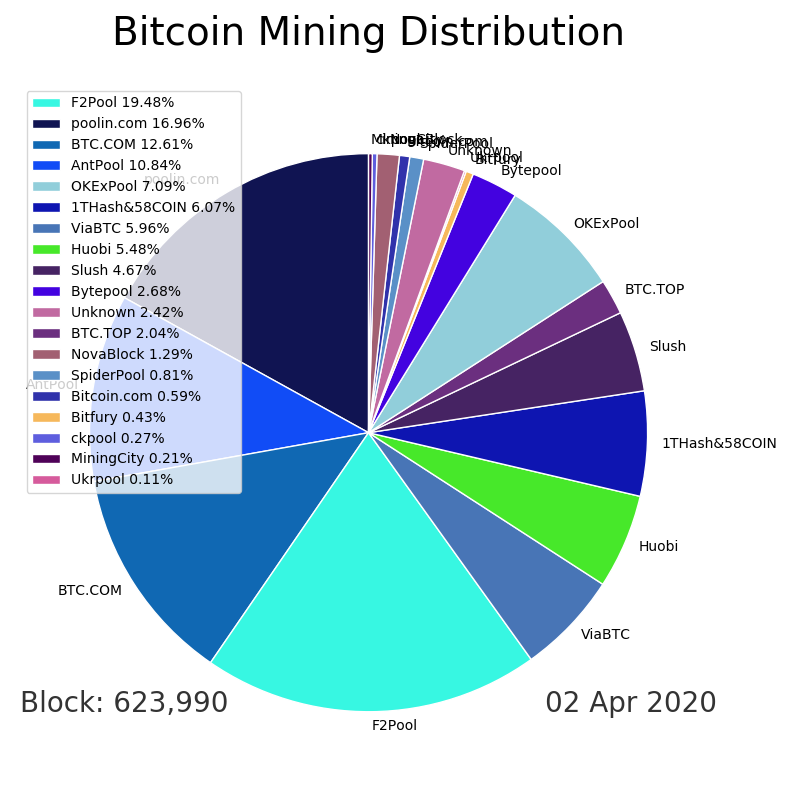 Bitcoin Mining Distribution
F2Pool 19.48%
poolin.com 16.96%
BTC.COM 12.61%
AntPool 10.84%
OKExPool 7.09%
1THash&58COIN 6.07%
ViaBTC 5.96%
Huobi 5.48%
Slush 4.67%
Bytepool 2.68%
Unknown 2.42%
BTC.TOP 2.04%
NovaBlock 1.29%
SpiderPool 0.81%
Bitcoin.com 0.59%
Bitfury 0.43%
ckpool 0.27%
MiningCity 0.21%
Ukrpool 0.11%
poolin.com
AntPool
BTC.COM
F2Pool
ViaBTC
Huobi
1THash&58COIN
Slush
BTC.TOP
OKExPool
Bytepool
Bitfury
Ukrpool
Unknown
SpiderPool
NovaBlock
Block: 623,990
02 Apr 2020